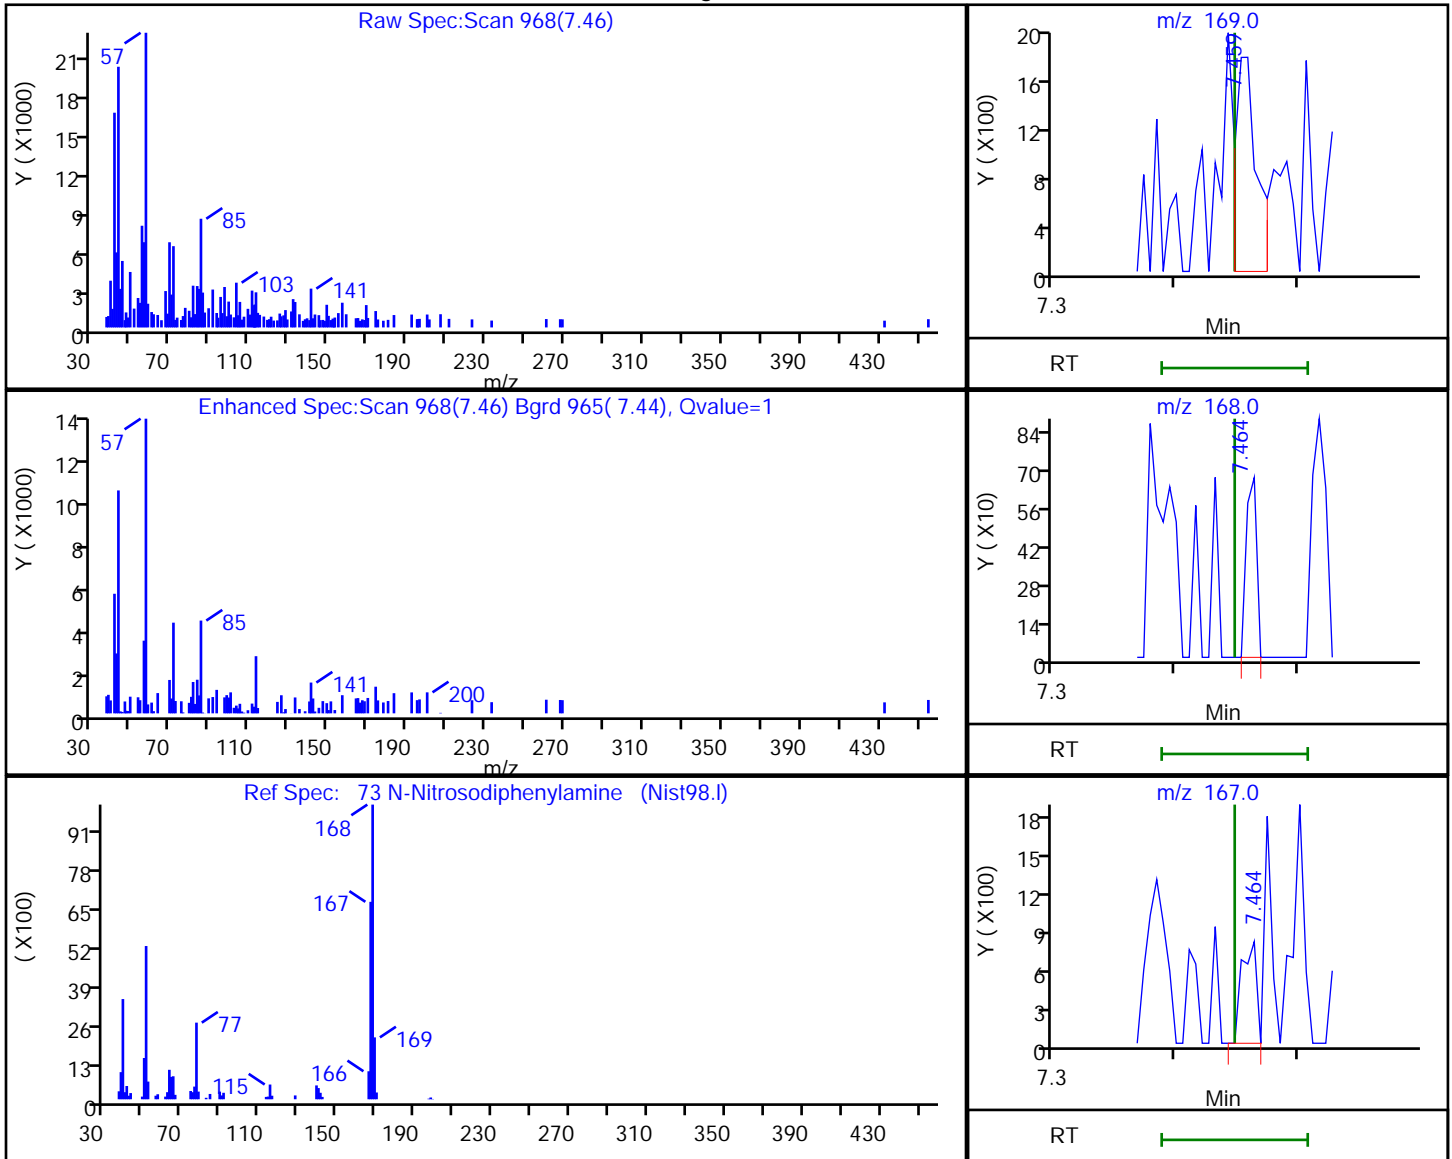 Raw Spec:Scan 968(7.46)
Y ( X1000)
21
18
15
12
9
6
3
0
57
85
103
141
30 70 110 150 190 230 270 310 350 390 430
m/z
m/z 169.0
Y ( X100)
20
16
12
8
4
0
7.459
7.3
Min
RT
Enhanced Spec:Scan 968(7.46) Bgrd 965( 7.44), Qvalue=1
Y ( X1000)
14
12
10
8
6
4
2
0
57
85
141
200
30 70 110 150 190 230 270 310 350 390 430
m/z
m/z 168.0
Y ( X10)
84
70
56
42
28
14
0
7.464
7.3
Min
RT
Ref Spec: 73 N-Nitrosodiphenylamine (Nist98.l)
( X100)
91
78
65
52
39
26
13
0
168
167
77
169
166
115
30 70 110 150 190 230 270 310 350 390 430
m/z 167.0
Y ( X100)
18
15
12
9
6
3
0
7.464
7.3
Min
RT